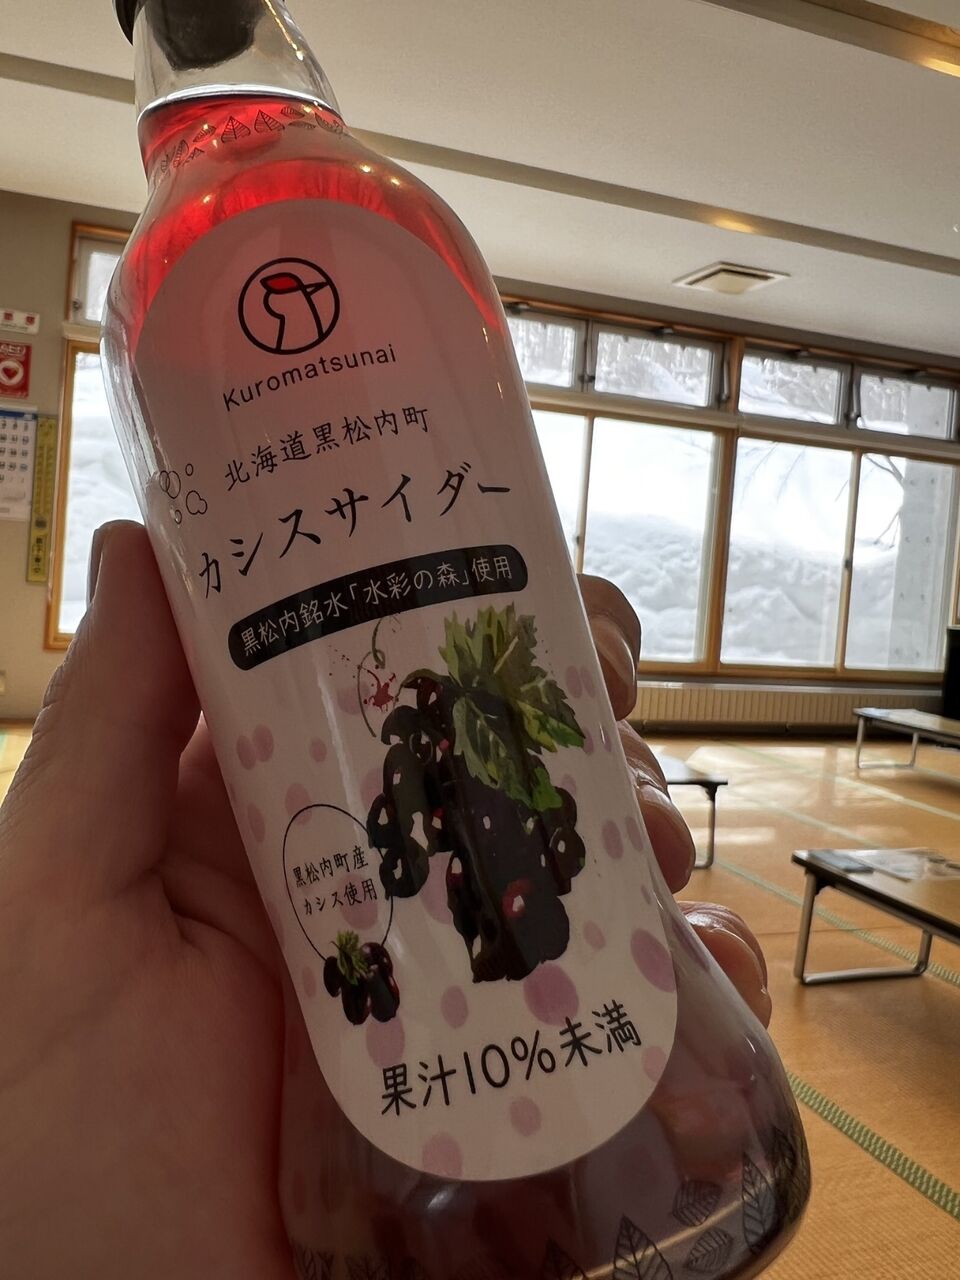 Kuromatsunai
北海道黒松内町
カシスサイダー
黒松内銘水「水彩の森」使用
黒松内町産
カシス使用
果汁10%未満